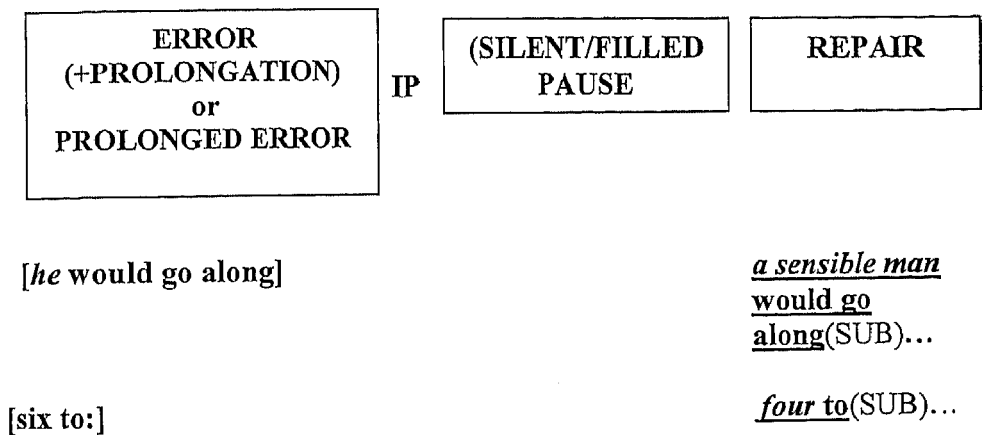 ERROR
(+PROLONGATION)
or
PROLONGED ERROR
IP
(SILENT/FILLED
PAUSE
REPAIR
[he would go along]
a sensible man
would go
along(SUB)...
[six to:]
four to(SUB)...